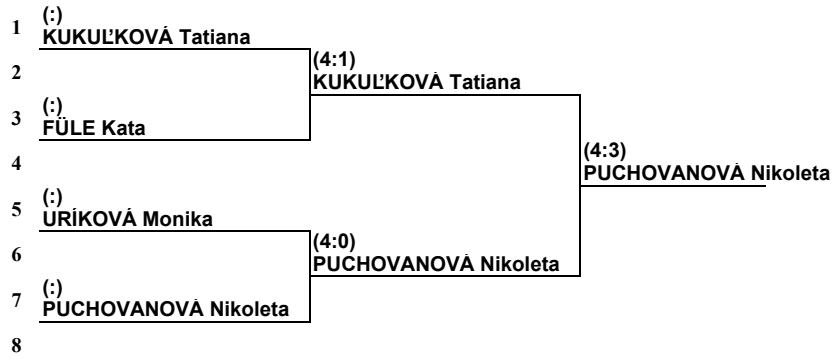 1
(:)
KUKUĽKOVÁ Tatiana
2
(4:1)
KUKUĽKOVÁ Tatiana
3
(:)
FÜLE Kata
4
(4:3)
PUCHOVANOVÁ Nikoleta
5
(:)
URÍKOVÁ Monika
6
(4:0)
PUCHOVANOVÁ Nikoleta
7
(:)
PUCHOVANOVÁ Nikoleta
8